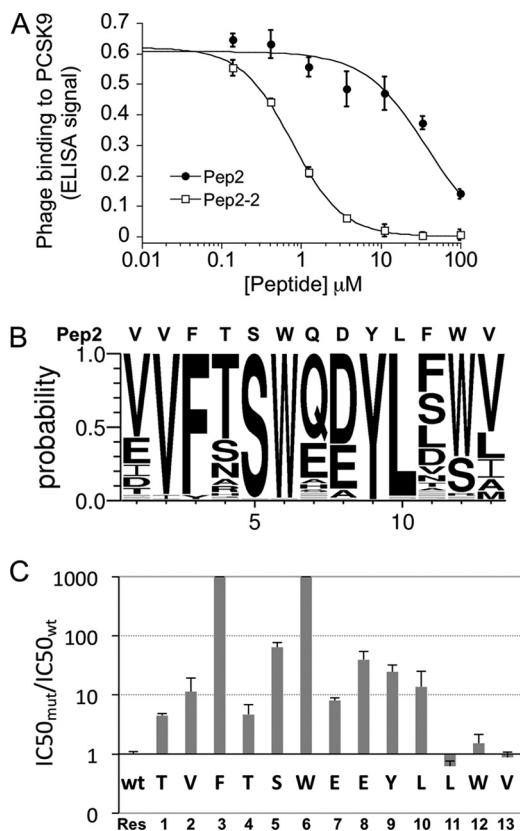 A
Phage binding to PCSK9
(ELISA signal)
0.7
0.6
0.5
0.4
0.3
0.2
0.1
0
Pep2
Pep2-2
0.01 0.1 1 10 100
[Peptide] μM
B
Pep2 V V F T S W Q D Y L F W V
probability
1.0
0.5
0.0
V V F T S W Q D Y L F W V
E S E E S S L
I N L I
D D A
A M
5 10
C
IC50mut/IC50wt
1000
100
10
1
0
wt T V F T S W E E Y L L W V
Res 1 2 3 4 5 6 7 8 9 10 11 12 13